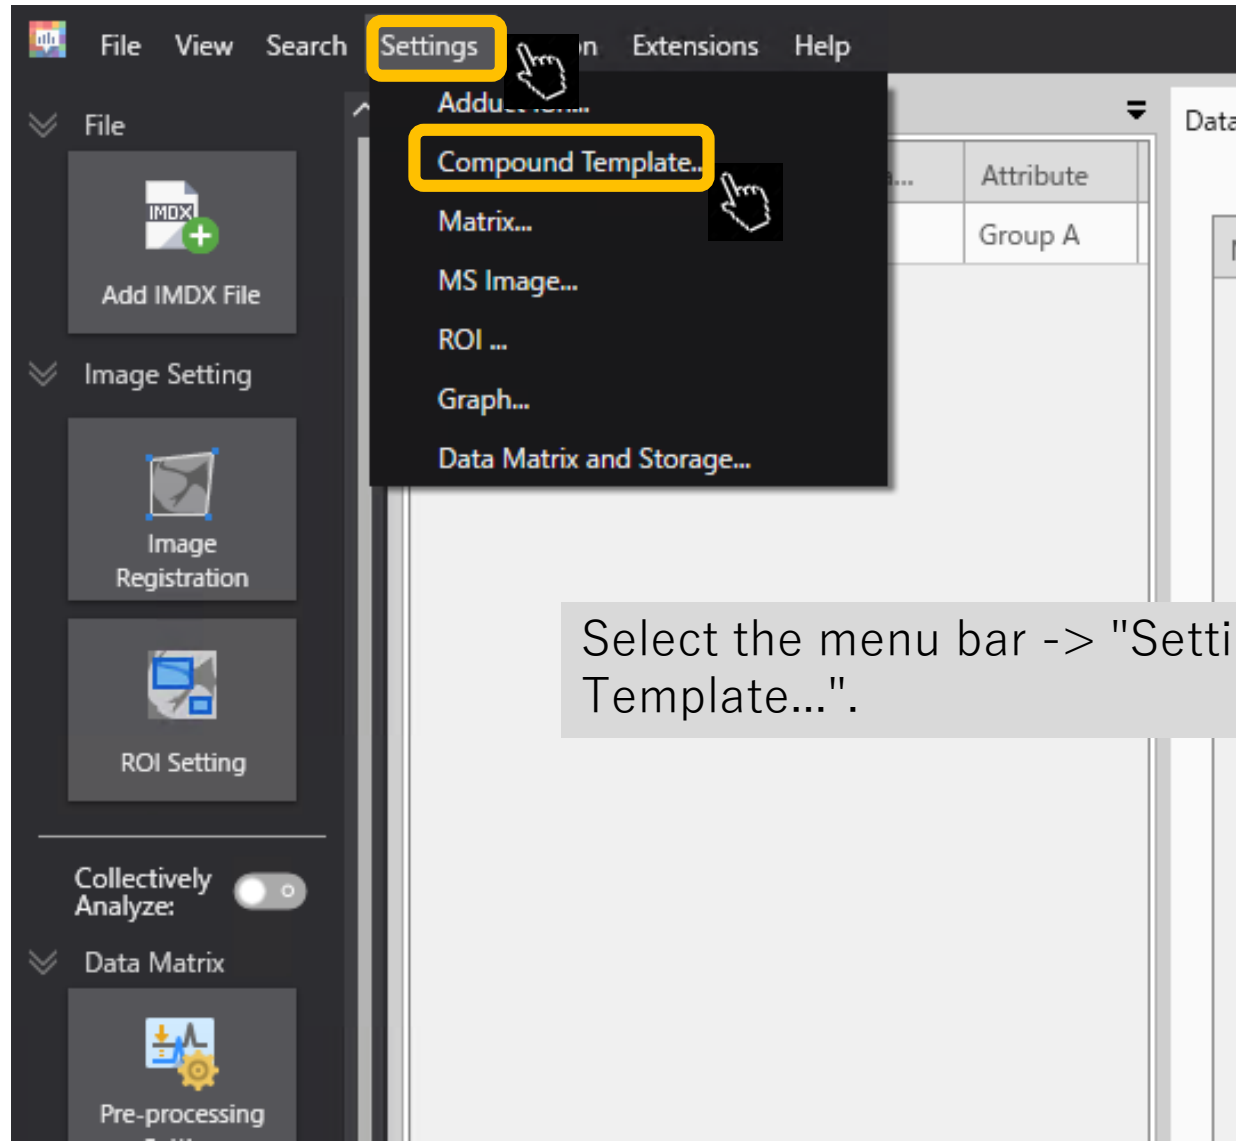 File View Search Settings Extensions Help
File
IMDX
Add IMDX File
Image Setting
Image
Registration
ROI Setting
Collectively
Analyze:
Data Matrix
Pre-processing
Compound Template...
Matrix...
MS Image...
ROI ...
Graph...
Data Matrix and Storage...
Attribute
Group A
Data
Select the menu bar -> "Setti
Template...".